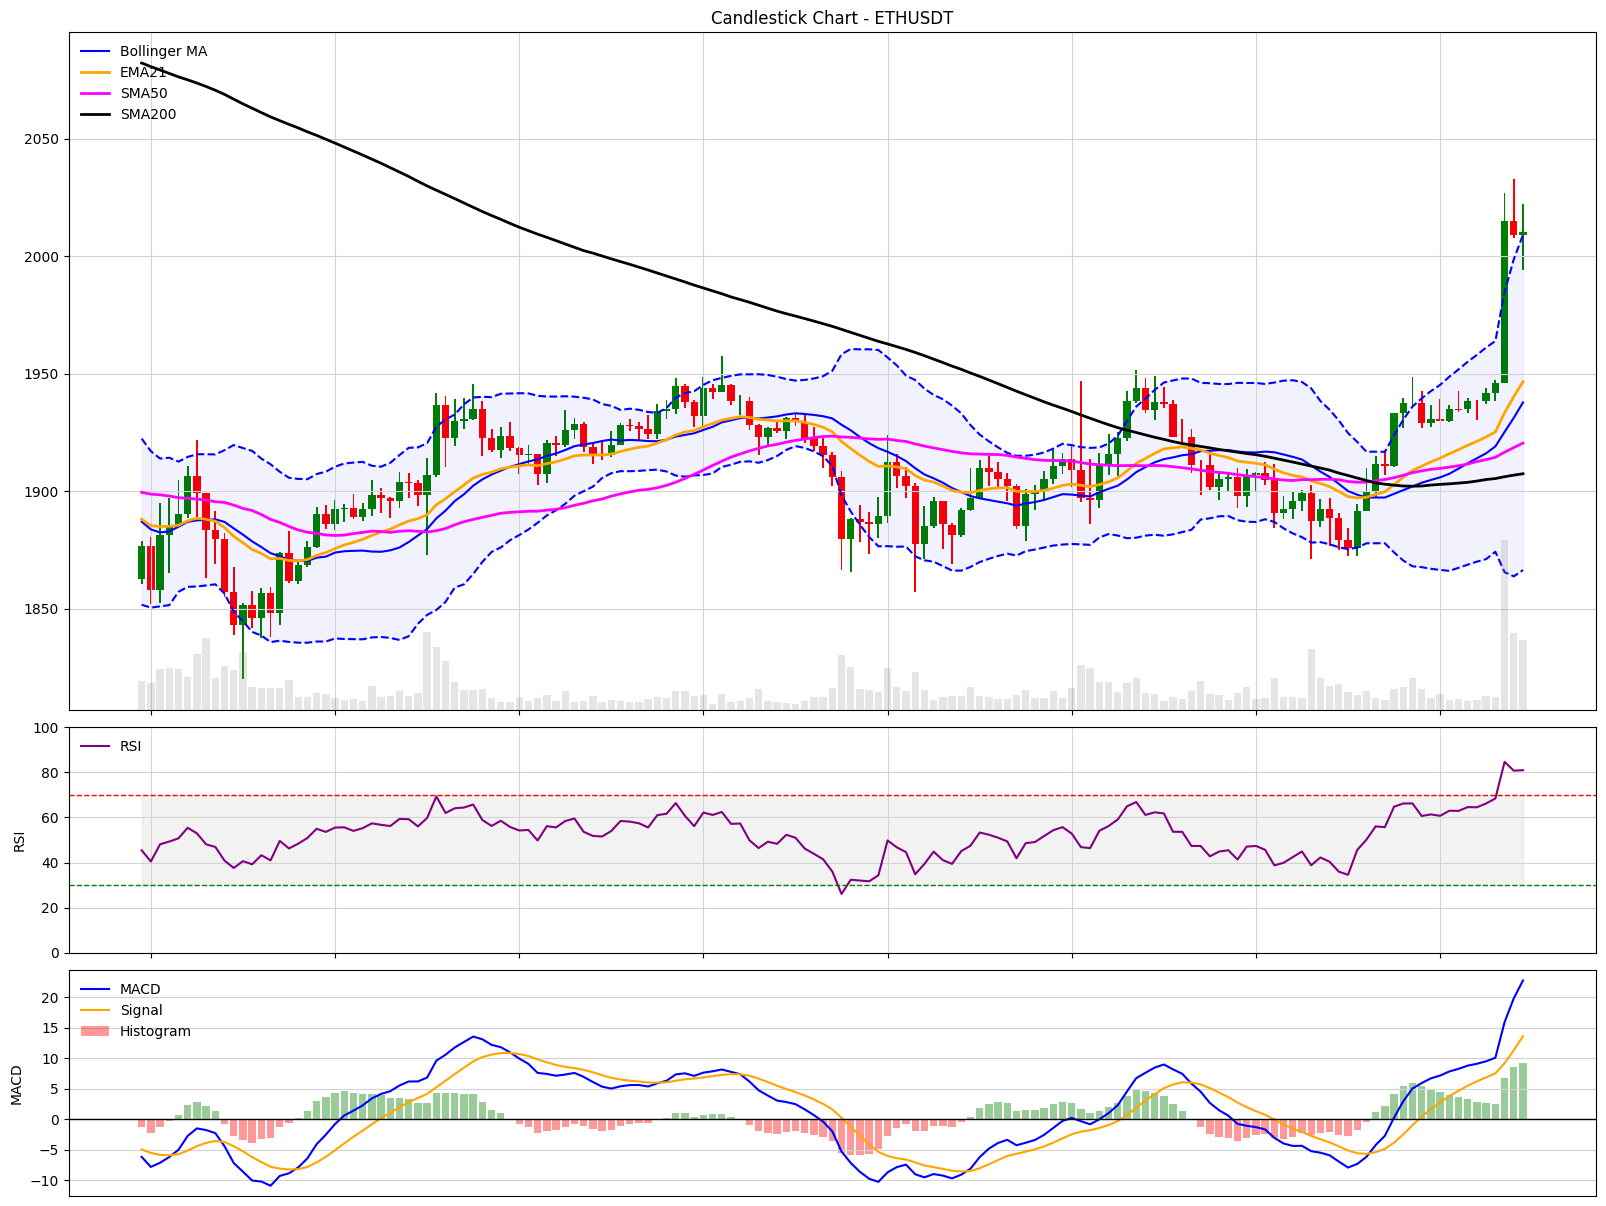 Candlestick Chart - ETHUSDT
Bollinger MA
EMA21
SMA50
SMA200
2050
2000
1950
1900
1850
RSI
100
80
60
40
20
0
RSI
MACD
Signal
Histogram
20
15
10
5
0
−5
−10
MACD